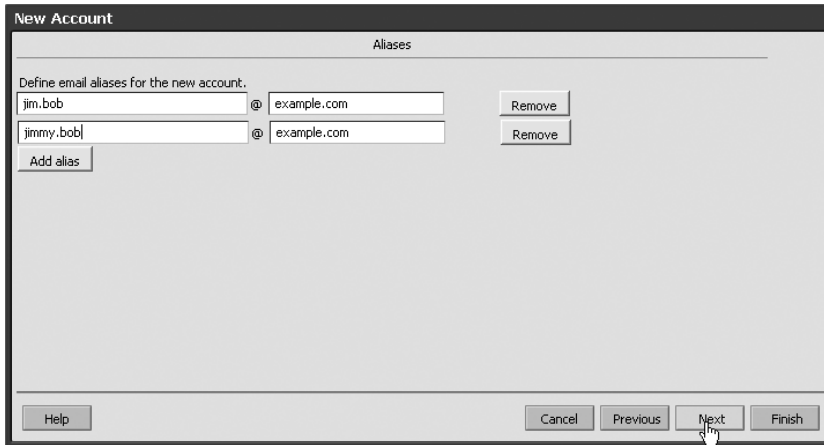 New Account
Aliases
Define email aliases for the new account.
jim.bob @ example.com Remove
jimmy.bob @ example.com Remove
Add alias
Help Cancel Previous Next Finish